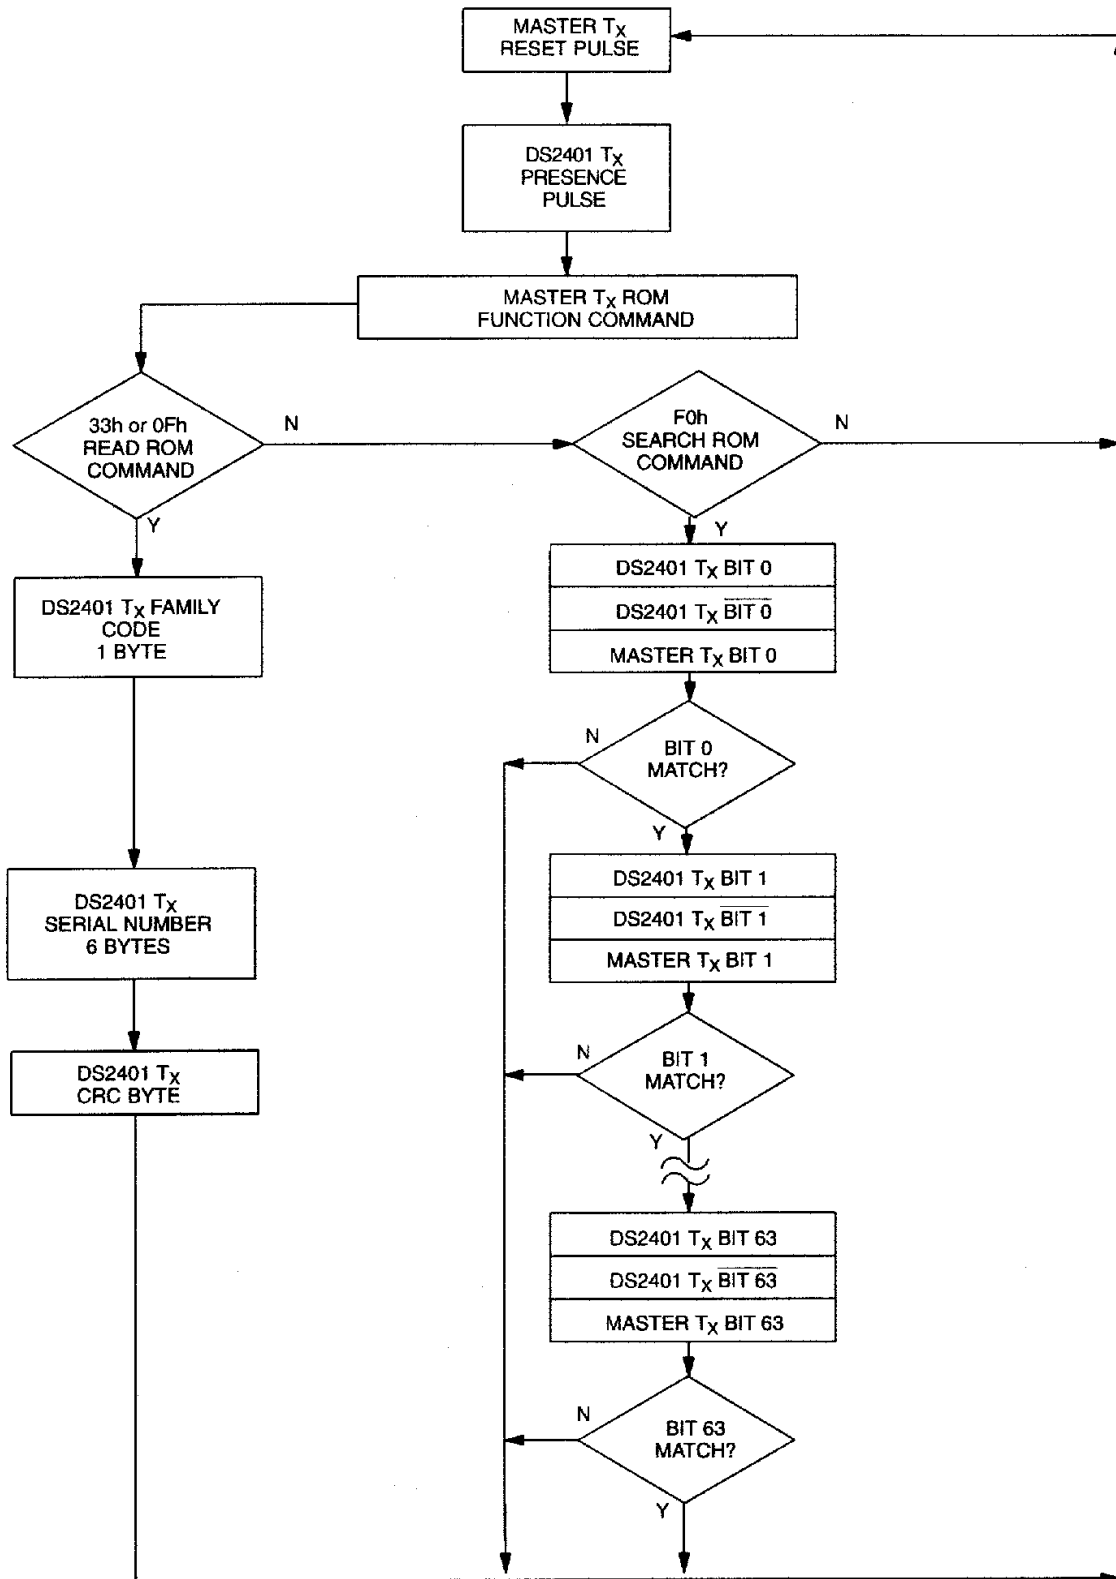 MASTER TX
RESET PULSE
DS2401 TX
PRESENCE
PULSE
MASTER TX ROM
FUNCTION COMMAND
33h or 0Fh
READ ROM
COMMAND
N
Y
F0h
SEARCH ROM
COMMAND
N
Y
DS2401 TX FAMILY
CODE
1 BYTE
DS2401 TX
SERIAL NUMBER
6 BYTES
DS2401 TX
CRC BYTE
DS2401 TX BIT 0
DS2401 TX BIT 0
MASTER TX BIT 0
N
BIT 0
MATCH?
Y
DS2401 TX BIT 1
DS2401 TX BIT 1
MASTER TX BIT 1
N
BIT 1
MATCH?
Y
DS2401 TX BIT 63
DS2401 TX BIT 63
MASTER TX BIT 63
N
BIT 63
MATCH?
Y